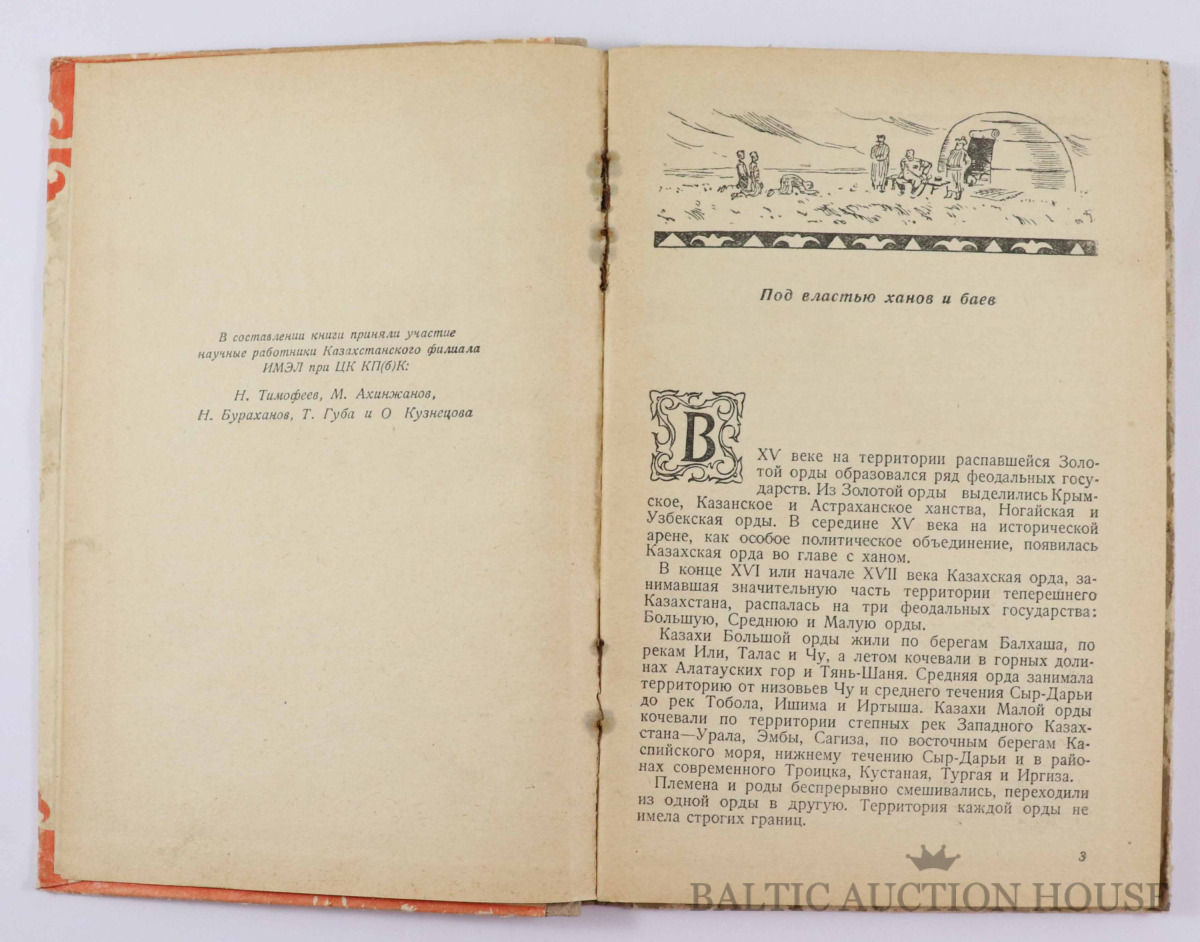 В составлении книги приняли участие
научные работники Казахстанского филиала
ИМЭЛ при ЦК КП(б)К:
Н. Тимофеев, М. Ахинжанов,
Н. Бураханов, Т. Губа и О Кузнецова
Под властью ханов и баев
В
XV веке на территории распавшейся Золо-
той орды образовался ряд феодальных госу-
дарств. Из Золотой орды выделились Крым-
ское, Казанское и Астраханское ханства, Ногайская и
Узбекская орды. В середине XV века на исторической
арене, как особое политическое объединение, появилась
Казахская орда во главе с ханом.
В конце XVI или начале XVII века Казахская орда, за-
нимавшая значительную часть территории теперешнего
Казахстана, распалась на три феодальных государства:
Большую, Среднюю и Малую орды.
Казахи Большой орды жили по берегам Балхаша, по
рекам Или, Талас и Чу, а летом кочевали в горных доли-
нах Алатауских гор и Тянь-Шаня. Средняя орда занимала
территорию от низовьев Чу и среднего течения Сыр-Дарьи
до рек Тобола, Ишима и Иртыша. Казахи Малой орды
кочевали по территории степных рек Западного Казах-
стана—Урала, Эмбы, Сагиза, по восточным берегам Ка-
спийского моря, нижнему течению Сыр-Дарьи и в райо-
нах современного Троицка, Кустаная, Тургая и Иргиза.
Племена и роды беспрерывно смешивались, переходили
из одной орды в другую. Территория каждой орды не
имела строгих границ.
3
BALTIC AUCTION HOUSE